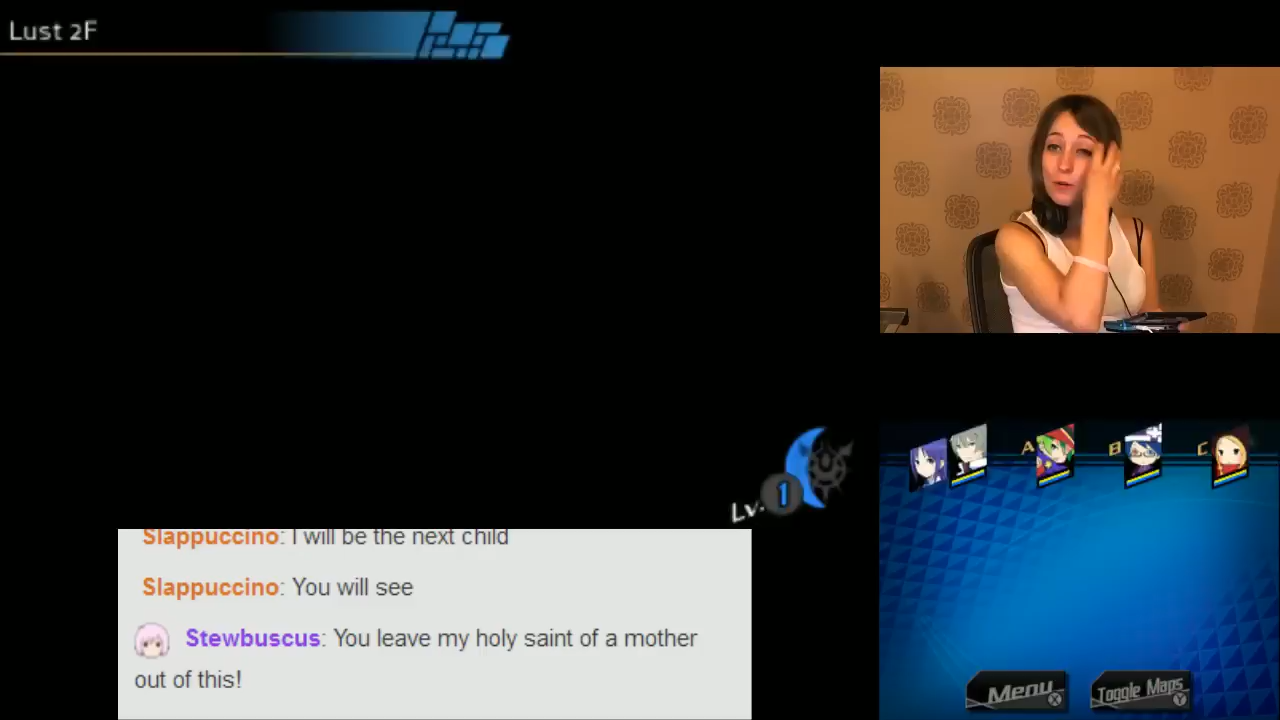 Lust 2F
A
B
C
Lv. 1
Slappuccino: I will be the next child
Slappuccino: You will see
Stewbuscus: You leave my holy saint of a mother
out of this!
Menu X
Toggle Maps Y